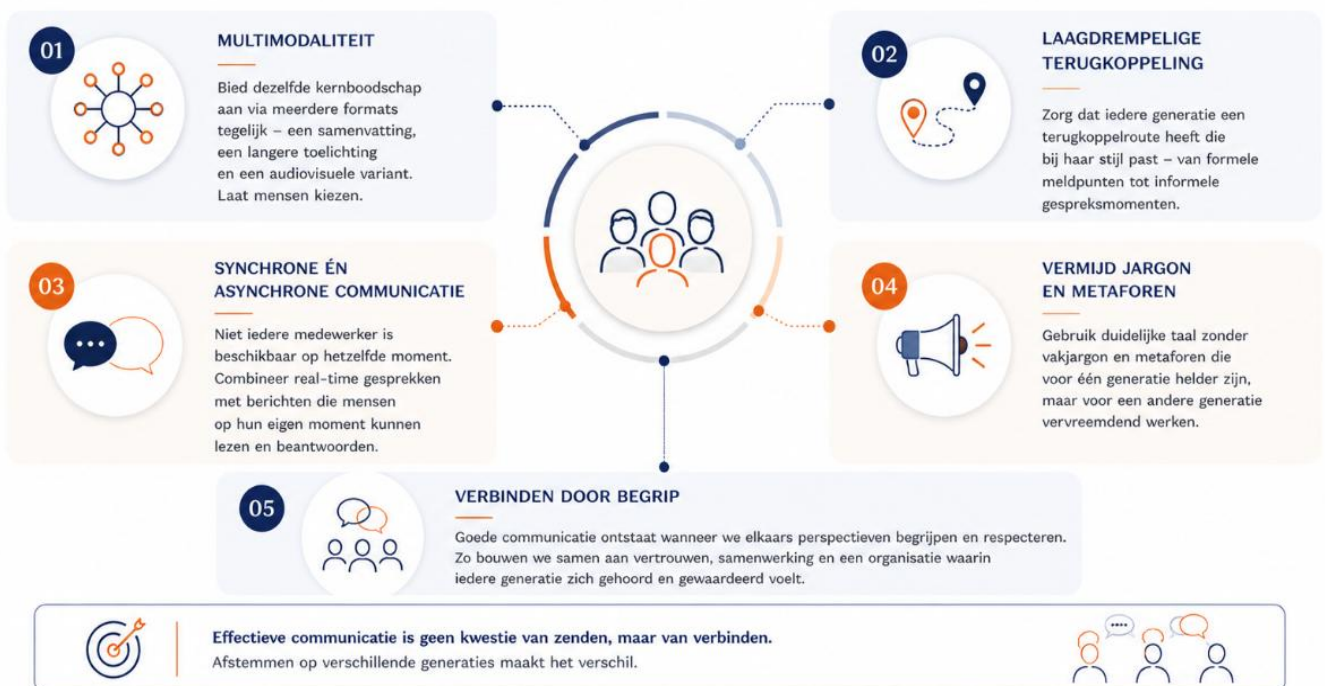 01
MULTIMODALITEIT
Bied dezelfde kernboodschap
aan via meerdere formats
tegelijk – een samenvatting,
een langere toelichting
en een audiovisuele variant.
Laat mensen kiezen.
02
LAAGDREMPELIGE
TERUGKOPPELING
Zorg dat iedere generatie een
terugkoppelroute heeft die
bij haar stijl past – van formele
meldpunten tot informele
gespreksmomenten.
03
SYNCHRONE ÉN
ASYNCHRONE COMMUNICATIE
Niet iedere medewerker is
beschikbaar op hetzelfde moment.
Combineer real-time gesprekken
met berichten die mensen
op hun eigen moment kunnen
lezen en beantwoorden.
04
VERMIJD JARGON
EN METAFOREN
Gebruik duidelijke taal zonder
vakjargon en metaforen die
voor één generatie helder zijn,
maar voor een andere generatie
vervreemdend werken.
05
VERBINDEN DOOR BEGRIP
Goede communicatie ontstaat wanneer we elkaars perspectieven begrijpen en respecteren.
Zo bouwen we samen aan vertrouwen, samenwerking en een organisatie waarin
iedere generatie zich gehoord en gewaardeerd voelt.
Effectieve communicatie is geen kwestie van zenden, maar van verbinden.
Afstemmen op verschillende generaties maakt het verschil.